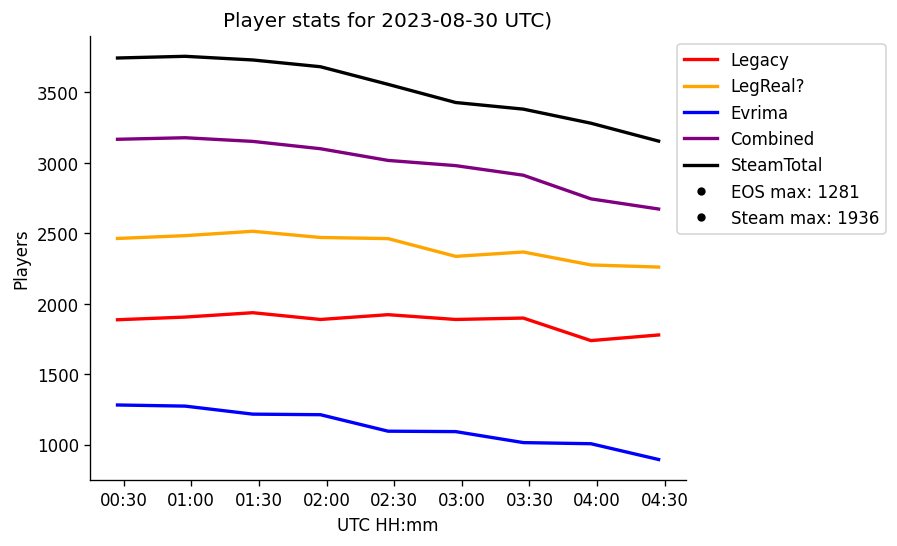 Player stats for 2023-08-30 UTC)
Legacy
LegReal?
Evrima
Combined
SteamTotal
EOS max: 1281
Steam max: 1936
Players
3500
3000
2500
2000
1500
1000
00:30 01:00 01:30 02:00 02:30 03:00 03:30 04:00 04:30
UTC HH:mm